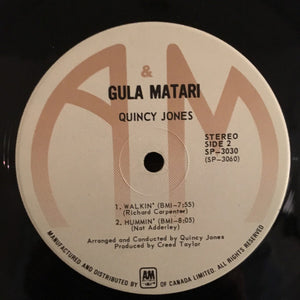 A&M
GULA MATARI
QUINCY JONES
STEREO
SIDE 2
SP-3030
(SP-3060)
1. WALKIN' (BMI-7:55)
(Richard Carpenter)
2. HUMMIN' (BMI-8:05)
(Nat Adderley)
Arranged and Conducted by Quincy Jones
Produced by Creed Taylor
MANUFACTURED AND DISTRIBUTED BY A&M RECORDS OF CANADA LIMITED. ALL RIGHTS RESERVED.